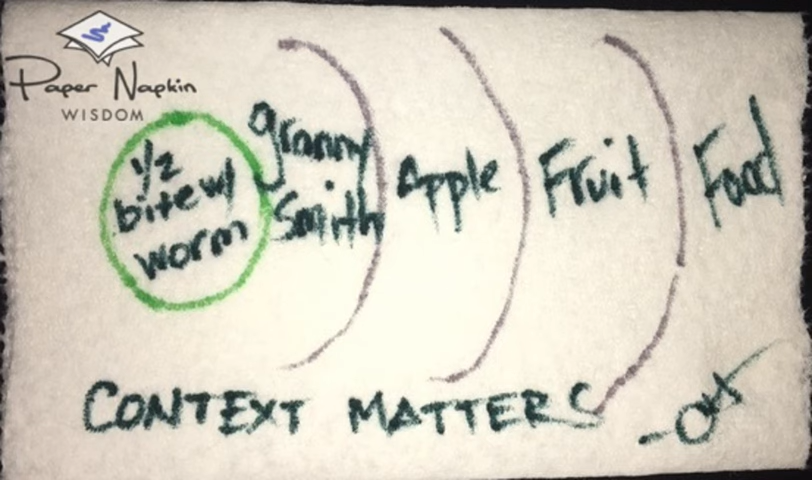 Paper Napkin
WISDOM
1/2
bite w/
worm
granny
Smith
Apple
Fruit
Food
CONTEXT MATTERS